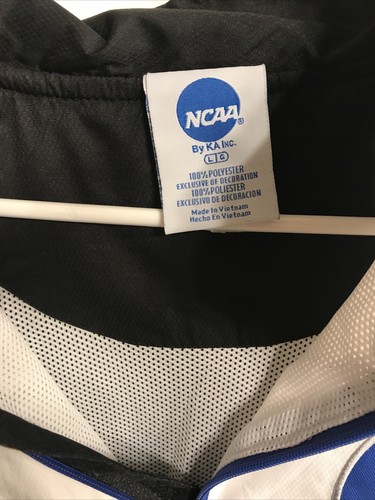 NCAA®
By KA Inc.
L G
100% POLYESTER
EXCLUSIVE OF DECORATION
100% POLIESTER
EXCLUSIVO DE DECORACION
Made in Vietnam
Hecho En Vietnam